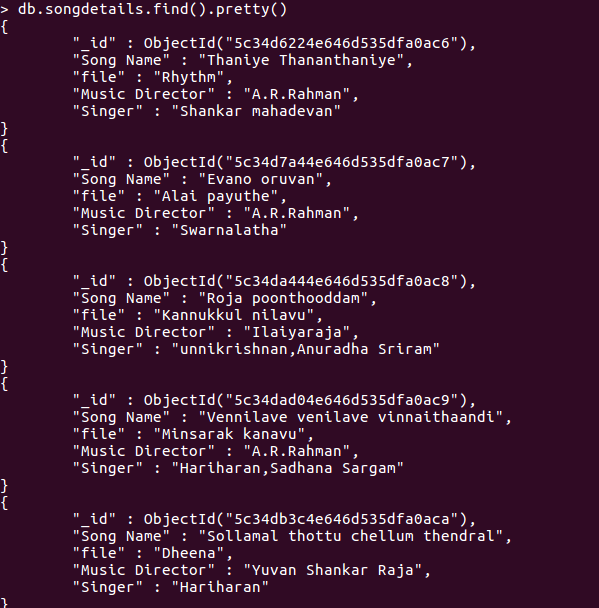 > db.songdetails.find().pretty()
{
"_id" : ObjectId("5c34d6224e646d535dfa0ac6"),
"Song Name" : "Thaniye Thananthaniye",
"file" : "Rhythm",
"Music Director" : "A.R.Rahman",
"Singer" : "Shankar mahadevan"
}
{
"_id" : ObjectId("5c34d7a44e646d535dfa0ac7"),
"Song Name" : "Evano oruvan",
"file" : "Alai payuthe",
"Music Director" : "A.R.Rahman",
"Singer" : "Swarnalatha"
}
{
"_id" : ObjectId("5c34da444e646d535dfa0ac8"),
"Song Name" : "Roja poonthooddam",
"file" : "Kannukkul nilavu",
"Music Director" : "Ilaiyaraja",
"Singer" : "unnikrishnan,Anuradha Sriram"
}
{
"_id" : ObjectId("5c34dad04e646d535dfa0ac9"),
"Song Name" : "Vennilave venilave vinnaithaandi",
"file" : "Minsarak kanavu",
"Music Director" : "A.R.Rahman",
"Singer" : "Hariharan,Sadhana Sargam"
}
{
"_id" : ObjectId("5c34db3c4e646d535dfa0aca"),
"Song Name" : "Sollamal thottu chellum thendral",
"file" : "Dheena",
"Music Director" : "Yuvan Shankar Raja",
"Singer" : "Hariharan"
}